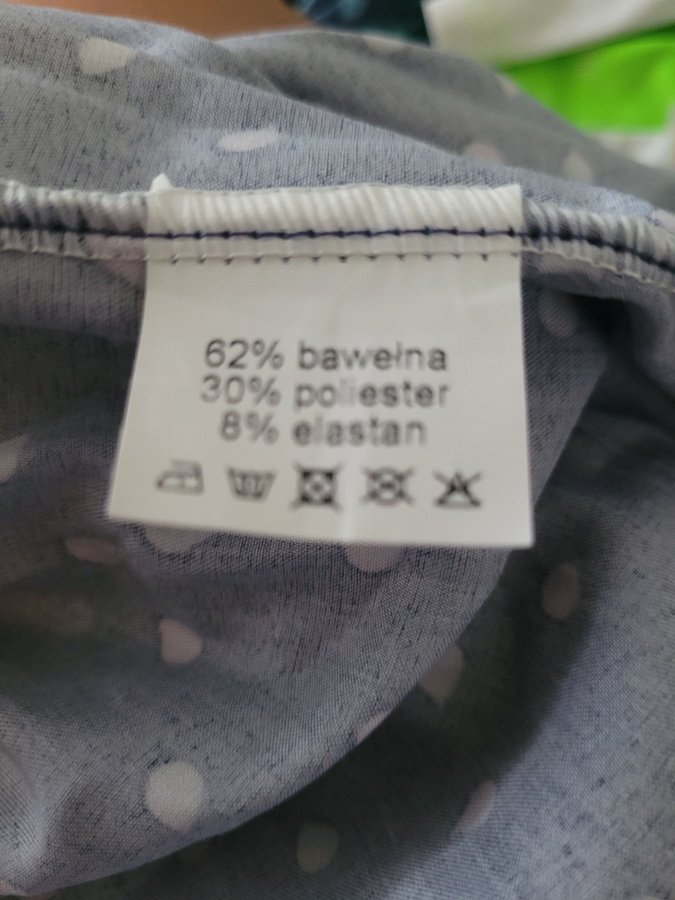 62% bawełna
30% poliester
8% elastan